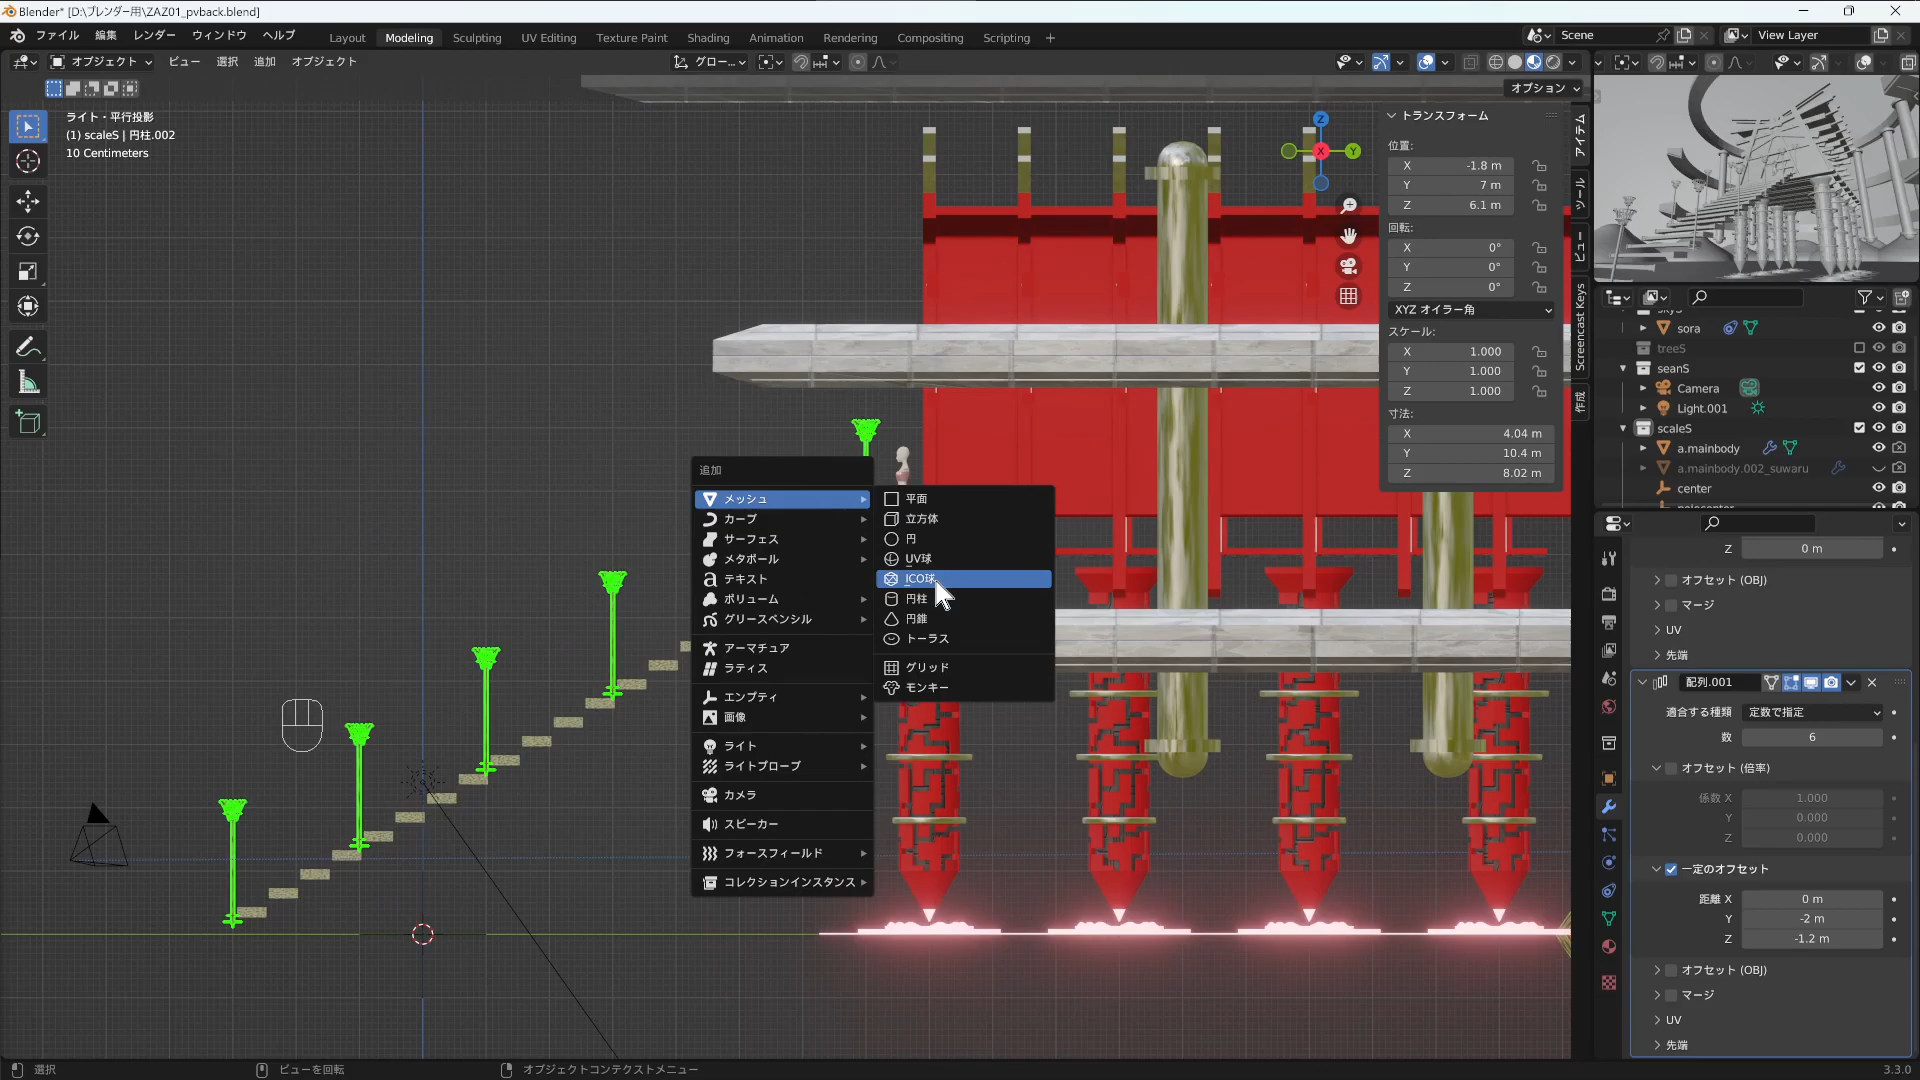 Blender* [D:\ブレンダー用\ZAZ01_pvback.blend]
ファイル 編集 レンダー ウィンドウ ヘルプ Layout Modeling Sculpting UV Editing Texture Paint Shading Animation Rendering Compositing Scripting + Scene View Layer
オブジェクト ビュー 選択 追加 オブジェクト グロー...
オプション
ライト・平行投影
(1) scaleS | 円柱.002
10 Centimeters
Z
X
Y
トランスフォーム
位置:
X -1.8 m
Y 7 m
Z 6.1 m
回転:
X 0°
Y 0°
Z 0°
XYZ オイラー角
スケール:
X 1.000
Y 1.000
Z 1.000
寸法:
X 4.04 m
Y 10.4 m
Z 8.02 m
アイテム
ツール
ビュー
Screencast Keys
作成
追加
メッシュ
カーブ
サーフェス
メタボール
テキスト
ボリューム
グリースペンシル
アーマチュア
ラティス
エンプティ
画像
ライト
ライトプローブ
カメラ
スピーカー
フォースフィールド
コレクションインスタンス
平面
立方体
円
UV球
ICO球
円柱
円錐
トーラス
グリッド
モンキー
sora
treeS
seanS
Camera
Light.001
scaleS
a.mainbody
a.mainbody.002_suwaru
center
Z 0 m
オフセット (OBJ)
マージ
UV
先端
配列.001
適合する種類 定数で指定
数 6
オフセット (倍率)
係数 X 1.000
Y 0.000
Z 0.000
一定のオフセット
距離 X 0 m
Y -2 m
Z -1.2 m
オフセット (OBJ)
マージ
UV
先端
選択 ビューを回転 オブジェクトコンテクストメニュー 3.3.0